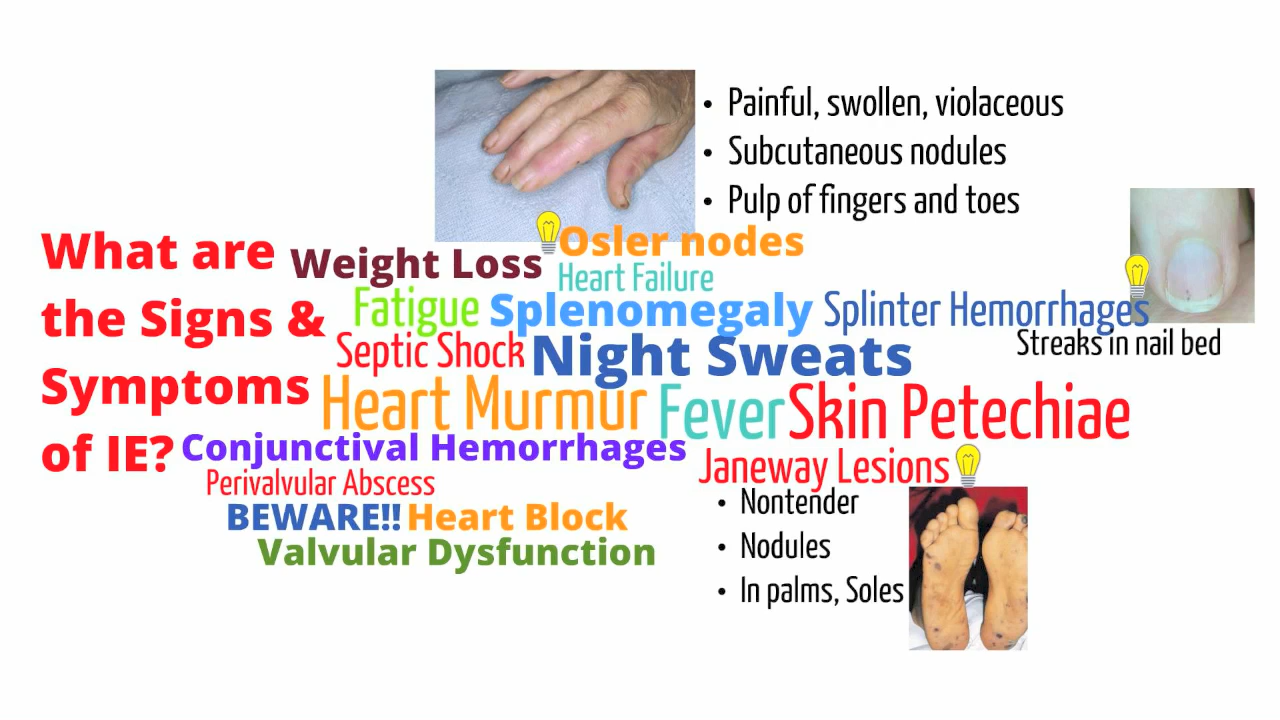 What are
the Signs &
Symptoms
of IE?
• Painful, swollen, violaceous
• Subcutaneous nodules
• Pulp of fingers and toes
Osler nodes
Weight Loss
Heart Failure
Fatigue
Splenomegaly
Splinter Hemorrhages
Streaks in nail bed
Septic Shock
Night Sweats
Heart Murmur
Fever
Skin Petechiae
Conjunctival Hemorrhages
Janeway Lesions
• Nontender
• Nodules
• In palms, Soles
Perivalvular Abscess
BEWARE!! Heart Block
Valvular Dysfunction